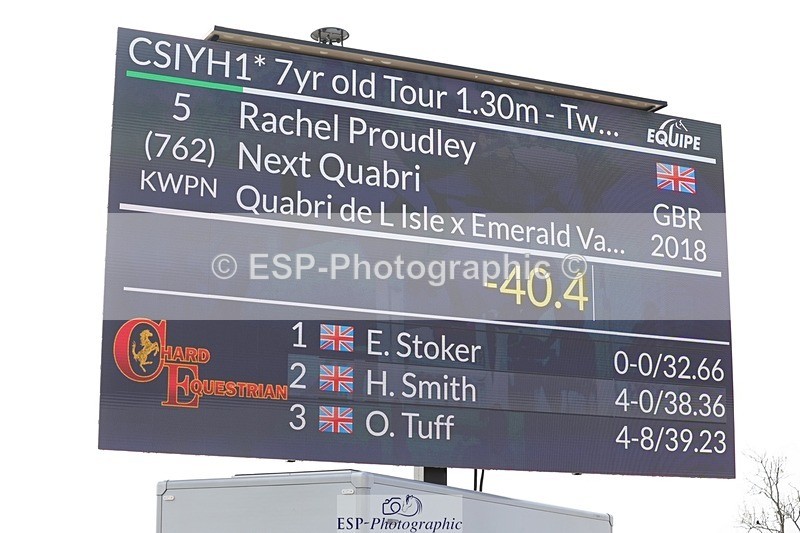 CSIYH1* 7yr old Tour 1.30m - Tw...
EQUIPE
5 Rachel Proudley
(762) Next Quabri
KWPN Quabri de L Isle x Emerald Va...
GBR
2018
© ESP-Photographic ©
-40.4
CHARD
EQUESTRIAN
1 E. Stoker 0-0/32.66
2 H. Smith 4-0/38.36
3 O. Tuff 4-8/39.23
ESP-Photographic